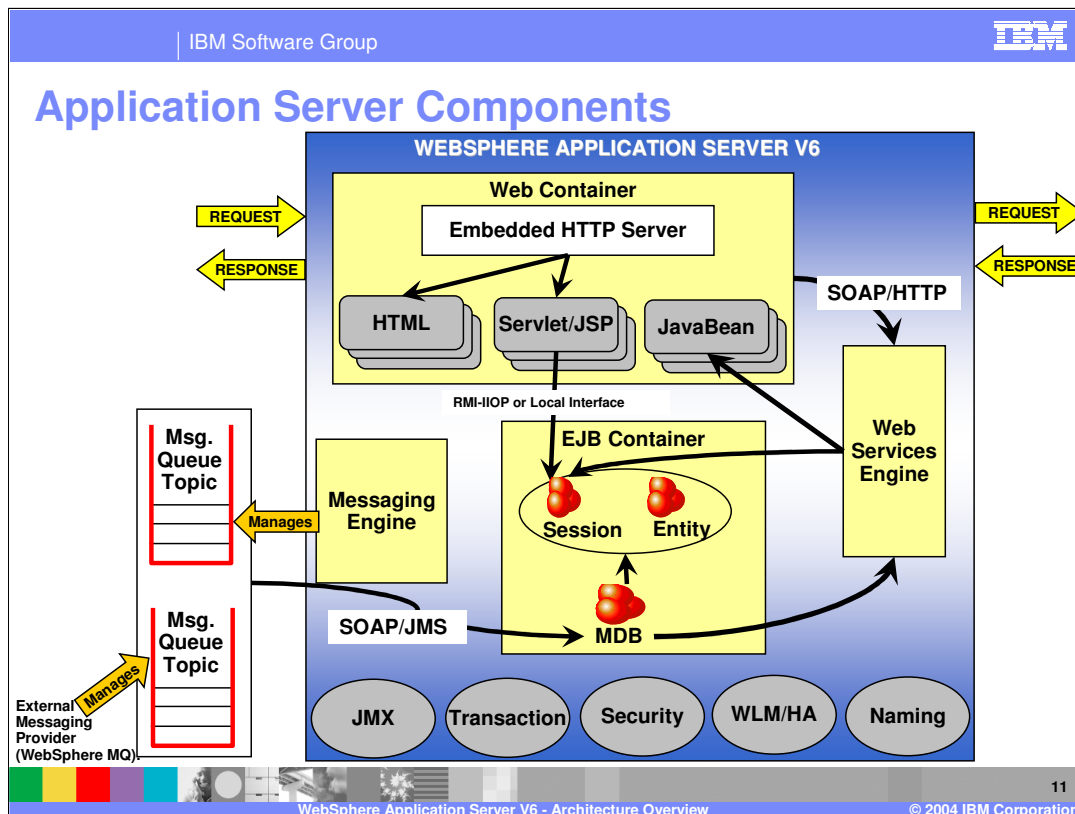 IBM Software Group
IBM
Application Server Components
WEBSPHERE APPLICATION SERVER V6
Web Container
Embedded HTTP Server
REQUEST
RESPONSE
REQUEST
RESPONSE
HTML
Servlet/JSP
JavaBean
SOAP/HTTP
RMI-IIOP or Local Interface
EJB Container
Web
Services
Engine
Msg.
Queue
Topic
Manages
Messaging
Engine
Session
Entity
MDB
SOAP/JMS
Msg.
Queue
Topic
Manages
External
Messaging
Provider
(WebSphere MQ).
JMX
Transaction
Security
WLM/HA
Naming
11
WebSphere Application Server V6 - Architecture Overview
© 2004 IBM Corporation